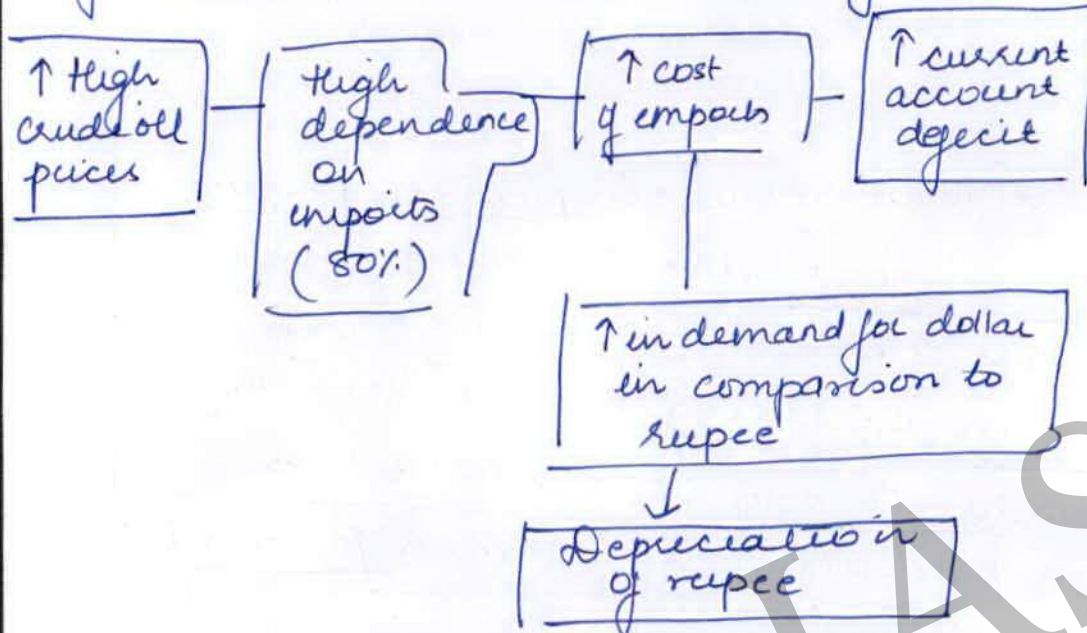 ↑ High
crude oil
prices
High
dependence
on
imports
(80%)
↑ cost
of imports
↑ current
account
deficit
↑ in demand for dollar
in comparison to
rupee
Depreciation
of rupee
IAS